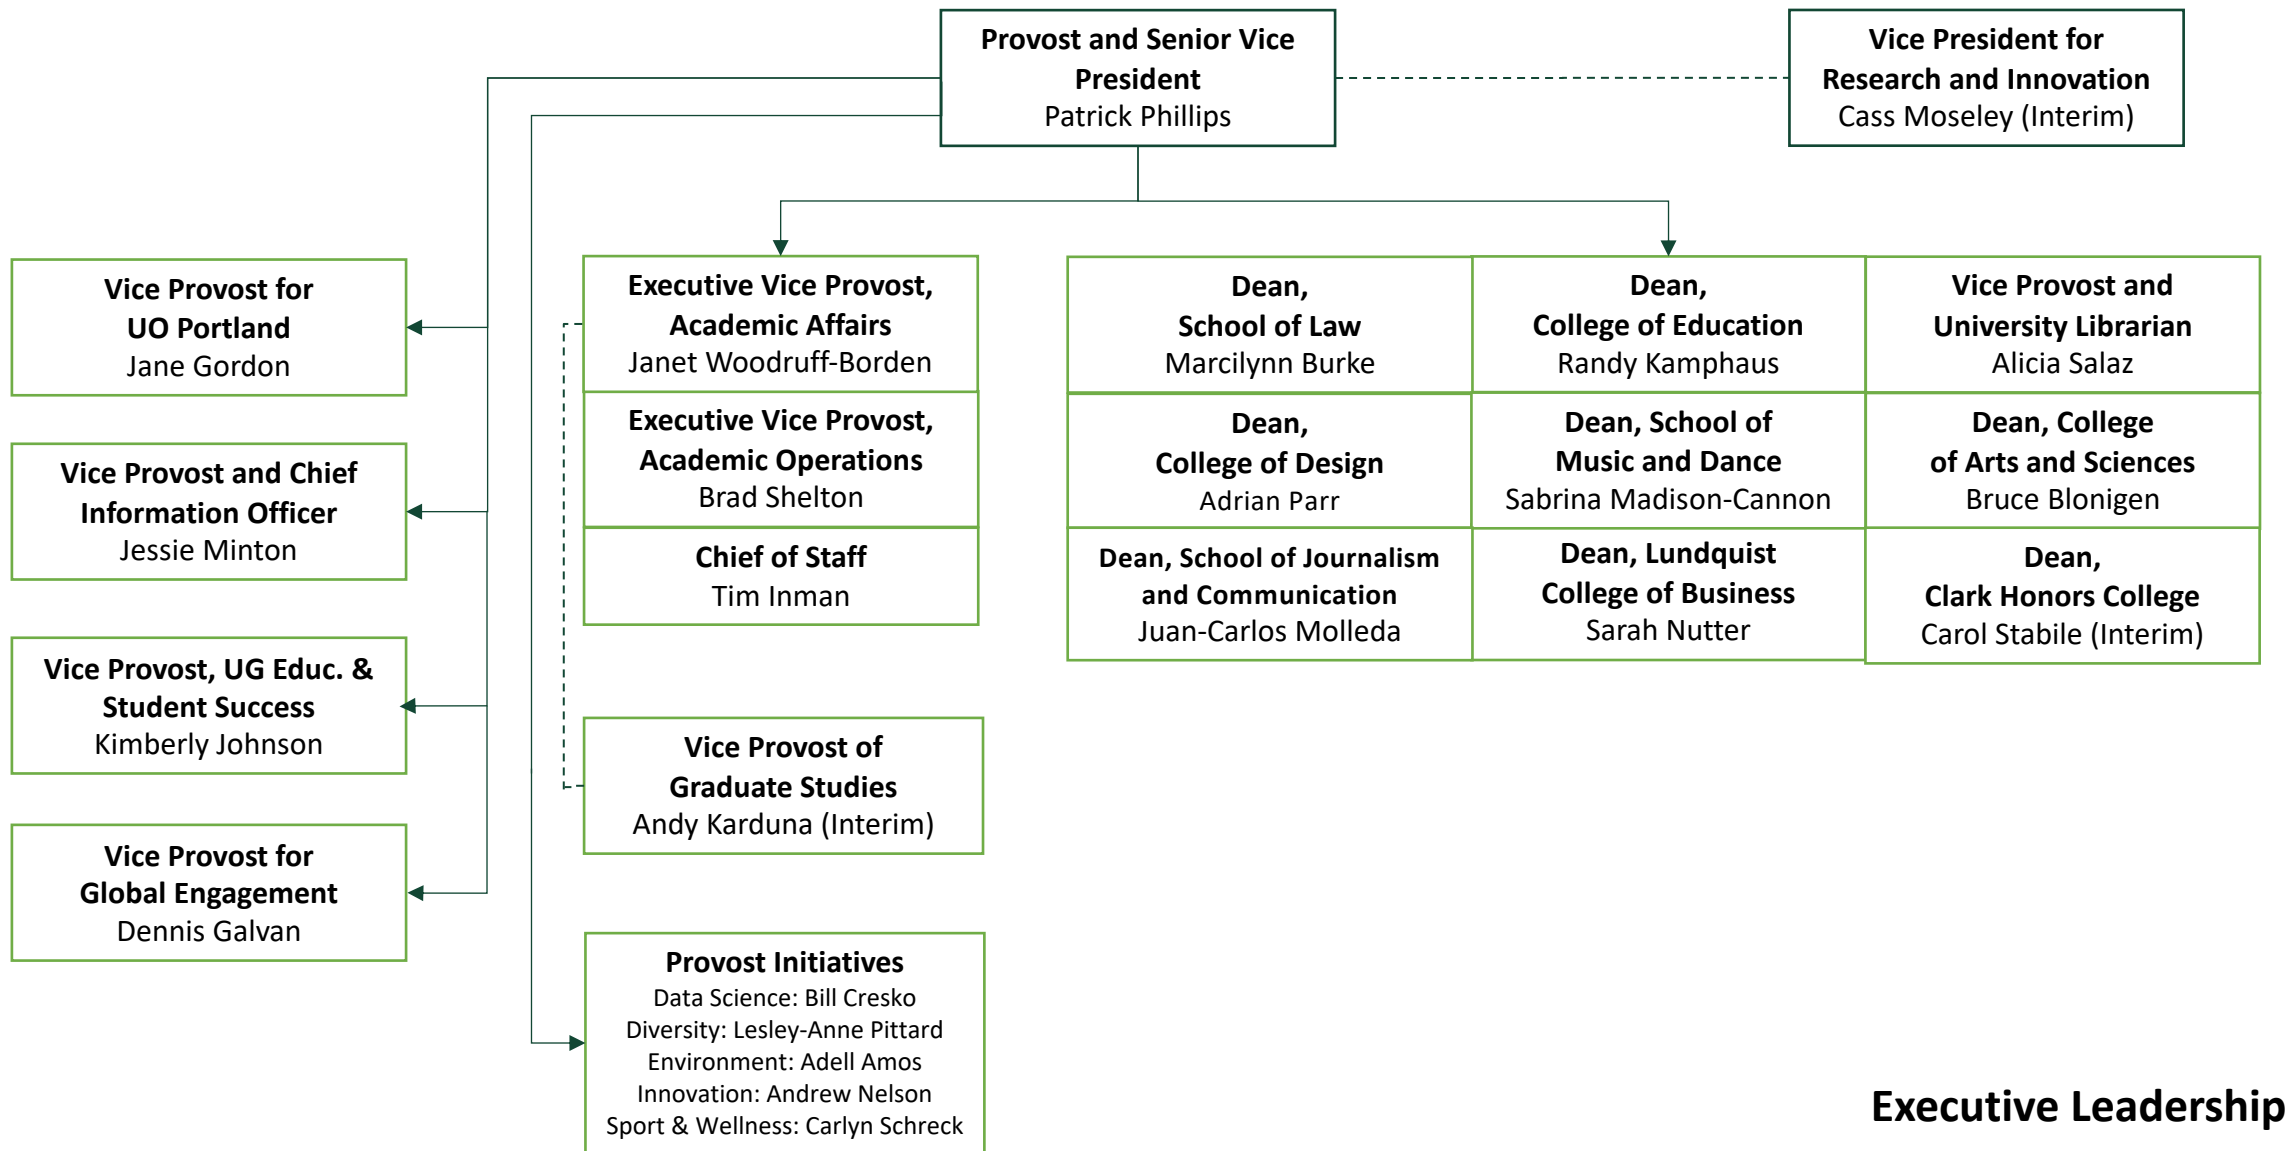 Provost and Senior Vice
President
Patrick Phillips
Vice President for
Research and Innovation
Cass Moseley (Interim)
Vice Provost for
UO Portland
Jane Gordon
Vice Provost and Chief
Information Officer
Jessie Minton
Vice Provost, UG Educ. &
Student Success
Kimberly Johnson
Vice Provost for
Global Engagement
Dennis Galvan
Executive Vice Provost,
Academic Affairs
Janet Woodruff-Borden
Executive Vice Provost,
Academic Operations
Brad Shelton
Chief of Staff
Tim Inman
Vice Provost of
Graduate Studies
Andy Karduna (Interim)
Provost Initiatives
Data Science: Bill Cresko
Diversity: Lesley-Anne Pittard
Environment: Adell Amos
Innovation: Andrew Nelson
Sport & Wellness: Carlyn Schreck
Dean,
School of Law
Marcilynn Burke
Dean,
College of Education
Randy Kamphaus
Vice Provost and
University Librarian
Alicia Salaz
Dean,
College of Design
Adrian Parr
Dean, School of
Music and Dance
Sabrina Madison-Cannon
Dean, College
of Arts and Sciences
Bruce Blonigen
Dean, School of Journalism
and Communication
Juan-Carlos Molleda
Dean, Lundquist
College of Business
Sarah Nutter
Dean,
Clark Honors College
Carol Stabile (Interim)
Executive Leadership